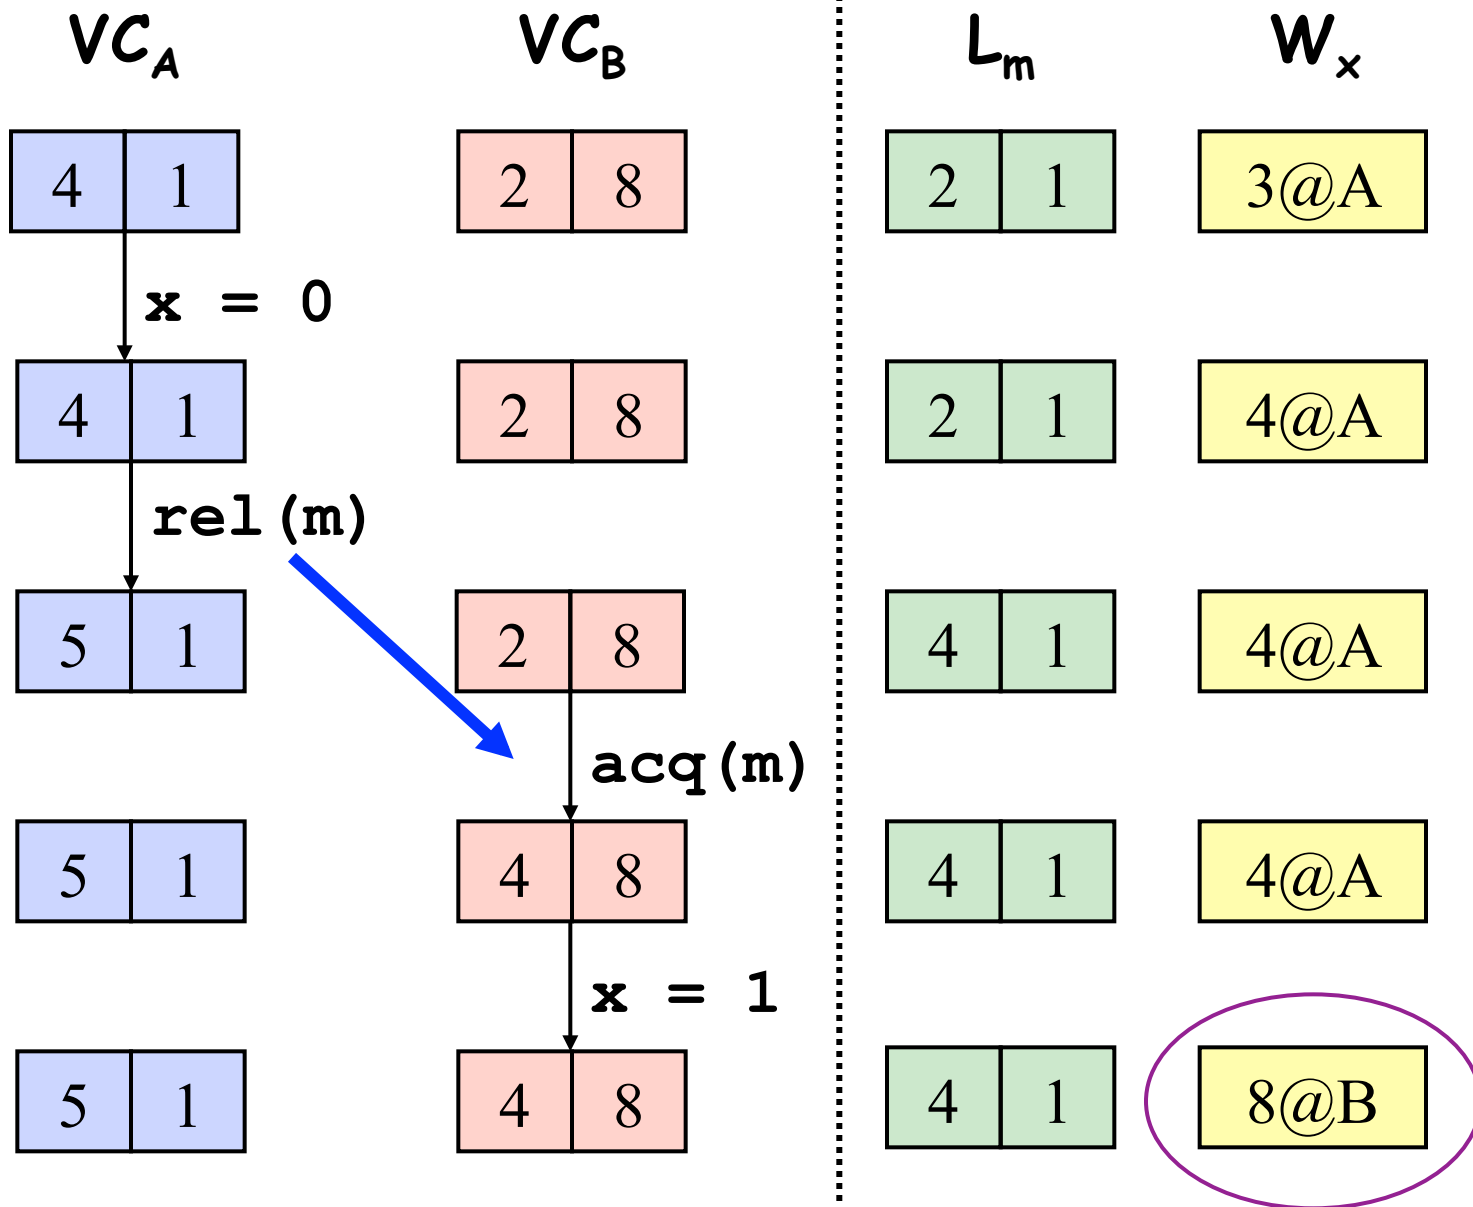 VCA VCB Lm Wx
4 1 2 8 2 1 3@A
x = 0
4 1 2 8 2 1 4@A
rel(m)
5 1 2 8 4 1 4@A
acq(m)
5 1 4 8 4 1 4@A
x = 1
5 1 4 8 4 1 8@B